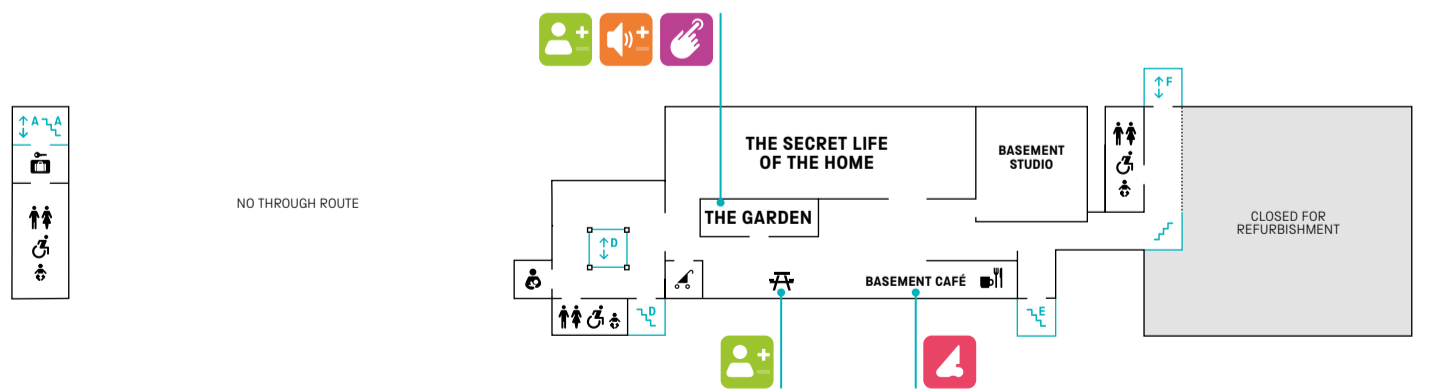 F
A A
THE SECRET LIFE
OF THE HOME
BASEMENT
STUDIO
NO THROUGH ROUTE
THE GARDEN
CLOSED FOR
REFURBISHMENT
D
BASEMENT CAFÉ
D
E